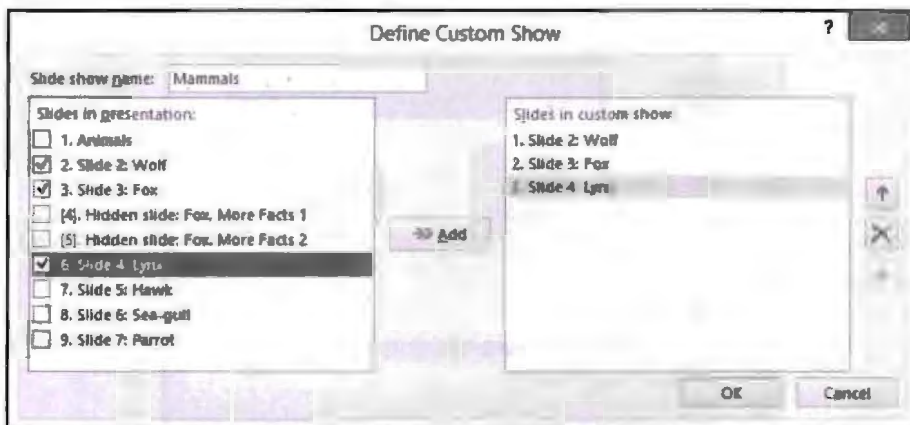 Define Custom Show
?
Slide show name: Mammals
Slides in presentation:
1. Animals
2. Slide 2: Wolf
3. Slide 3: Fox
[4]. Hidden slide: Fox, More Facts 1
[5]. Hidden slide: Fox, More Facts 2
6. Slide 4: Lynx
7. Slide 5: Hawk
8. Slide 6: Sea-gull
9. Slide 7: Parrot
Add
Slides in custom show
1. Slide 2: Wolf
2. Slide 3: Fox
Slide 4 Lynx
OK
Cancel